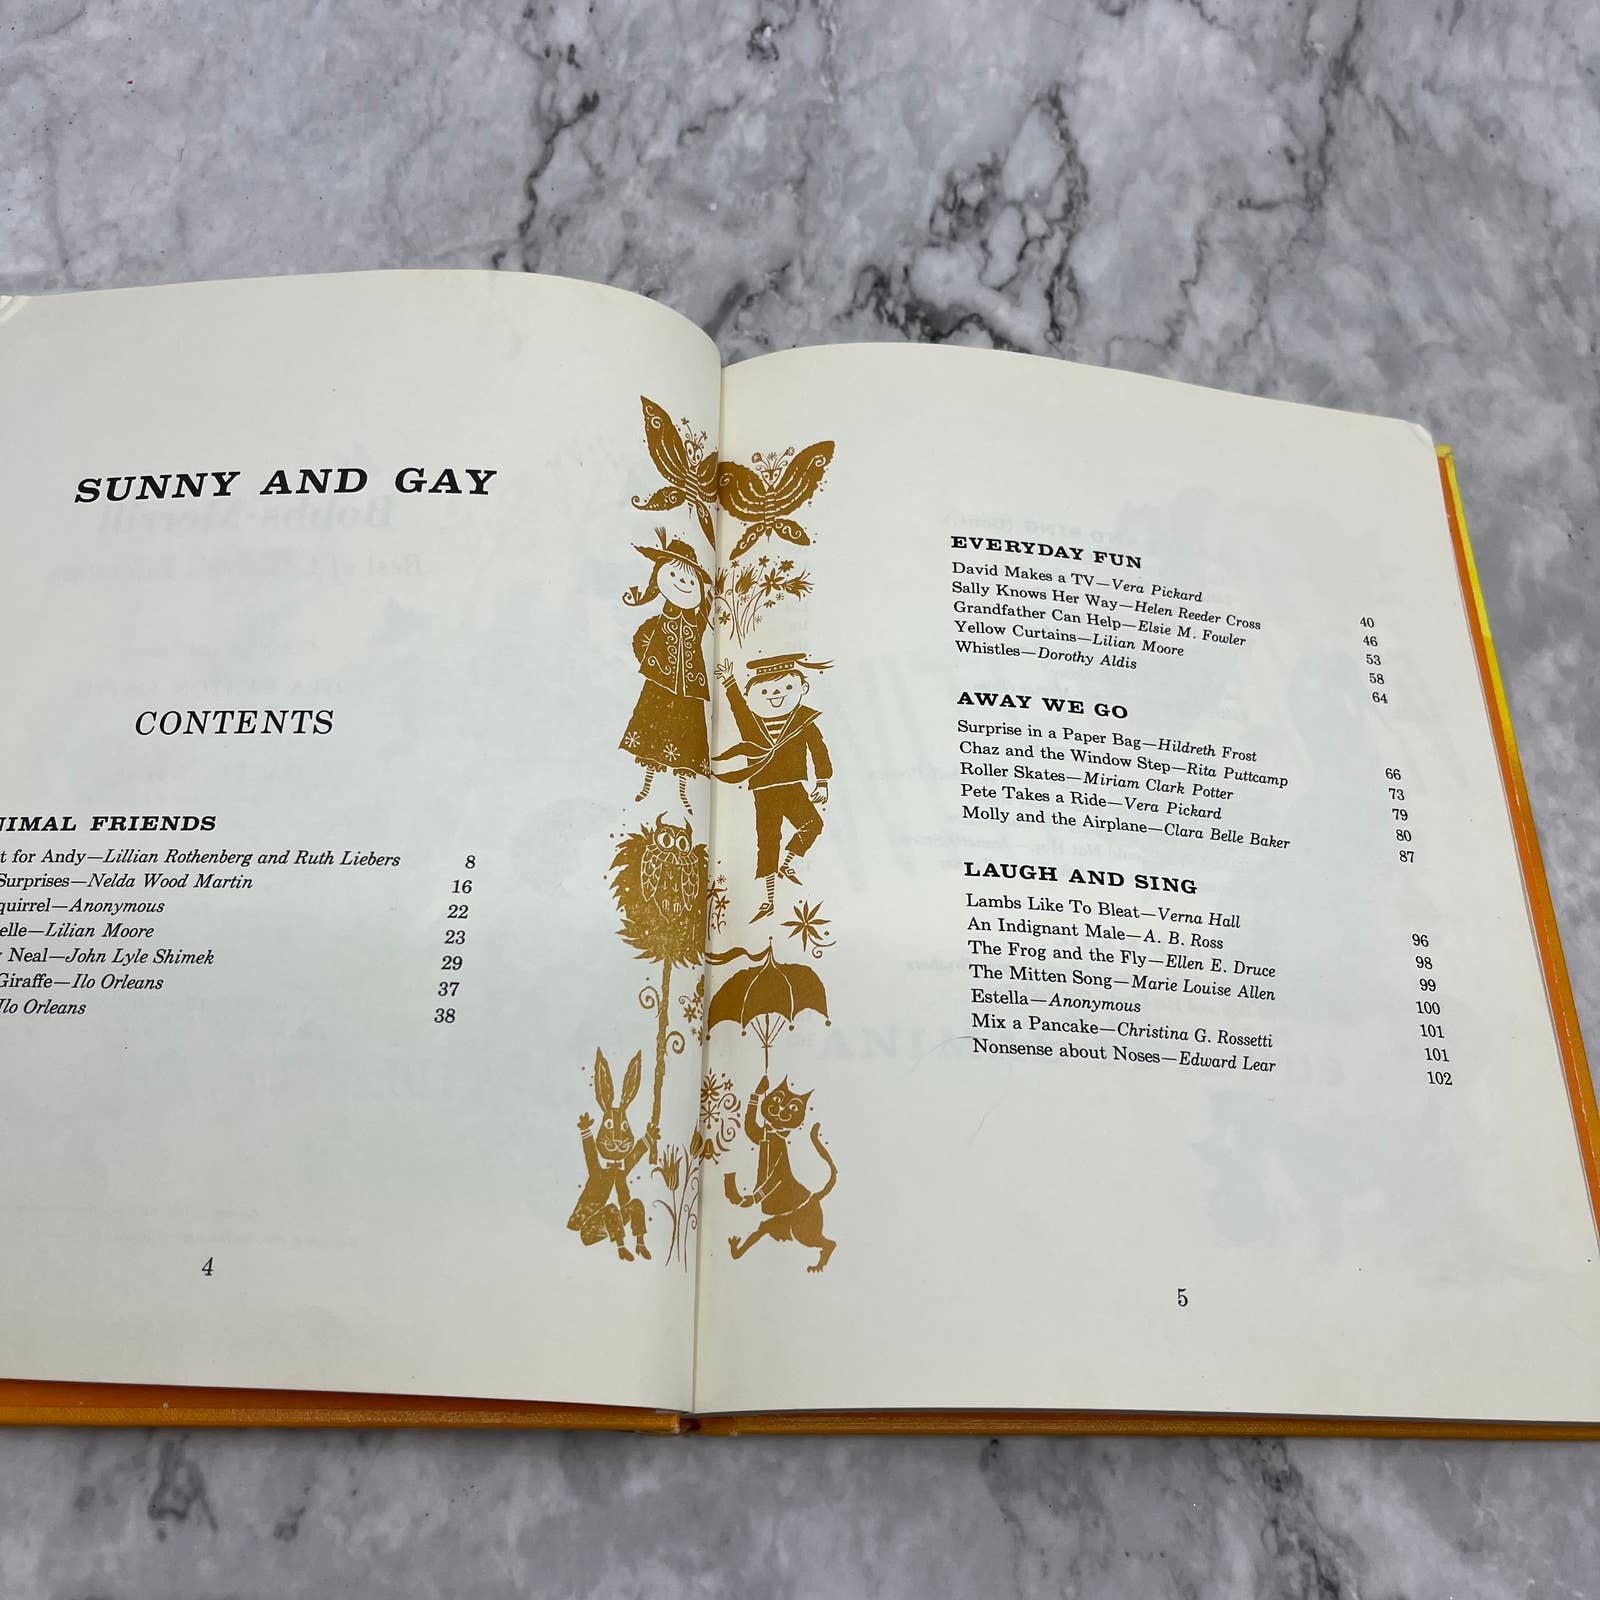 SUNNY AND GAY
CONTENTS
NIMAL FRIENDS
t for Andy—Lillian Rothenberg and Ruth Liebers 8
Surprises—Nelda Wood Martin 16
quirrel—Anonymous 22
elle—Lilian Moore 23
Neal—John Lyle Shimek 29
Giraffe—Ilo Orleans 37
Ilo Orleans 38
4
EVERYDAY FUN
David Makes a TV—Vera Pickard 40
Sally Knows Her Way—Helen Reeder Cross 46
Grandfather Can Help—Elsie M. Fowler 53
Yellow Curtains—Lilian Moore 58
Whistles—Dorothy Aldis 64
AWAY WE GO
Surprise in a Paper Bag—Hildreth Frost 66
Chaz and the Window Step—Rita Puttcamp 73
Roller Skates—Miriam Clark Potter 79
Pete Takes a Ride—Vera Pickard 80
Molly and the Airplane—Clara Belle Baker 87
LAUGH AND SING
Lambs Like To Bleat—Verna Hall 96
An Indignant Male—A. B. Ross 98
The Frog and the Fly—Ellen E. Druce 99
The Mitten Song—Marie Louise Allen 100
Estella—Anonymous 101
Mix a Pancake—Christina G. Rossetti 101
Nonsense about Noses—Edward Lear 102
5